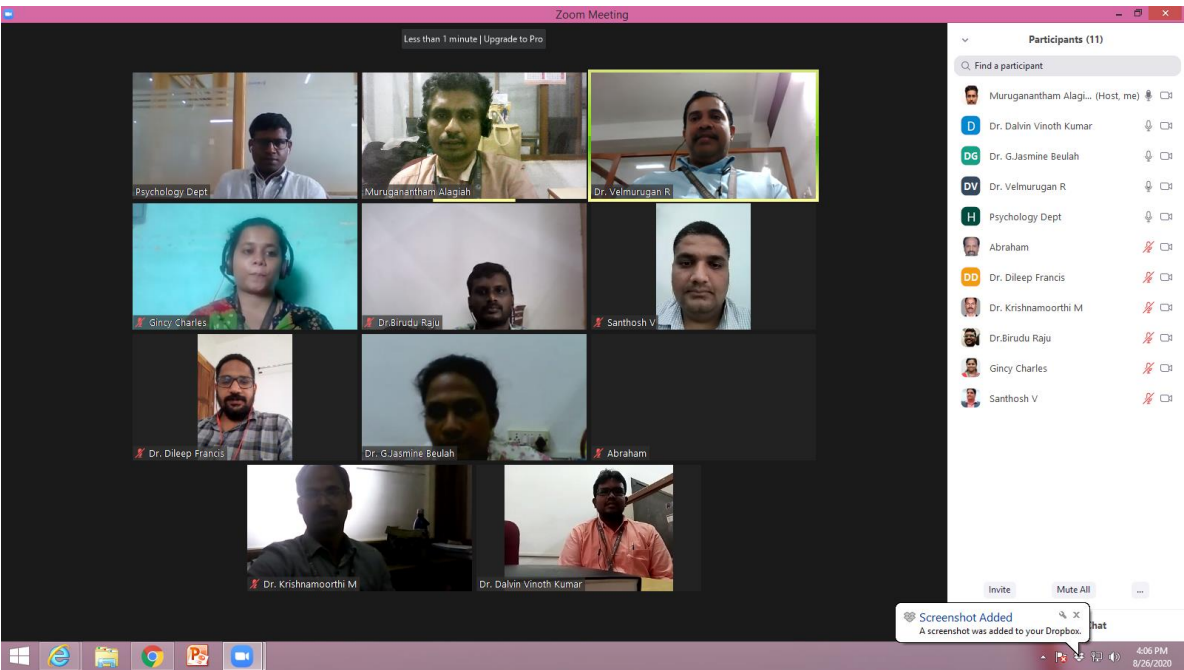 Zoom Meeting
Less than 1 minute | Upgrade to Pro
Psychology Dept
Muruganantham Alagiah
Dr. Velmurugan R
Gincy Charles
Dr.Birudu Raju
Santhosh V
Dr. Dileep Francis
Dr. G.Jasmine Beulah
Abraham
Dr. Krishnamoorthi M
Dr. Dalvin Vinoth Kumar
Participants (11)
Find a participant
Muruganantham Alagi... (Host, me)
D Dr. Dalvin Vinoth Kumar
DG Dr. G.Jasmine Beulah
DV Dr. Velmurugan R
H Psychology Dept
Abraham
DD Dr. Dileep Francis
Dr. Krishnamoorthi M
Dr.Birudu Raju
Gincy Charles
Santhosh V
Invite Mute All ...
Screenshot Added
A screenshot was added to your Dropbox.
4:06 PM
8/26/2020